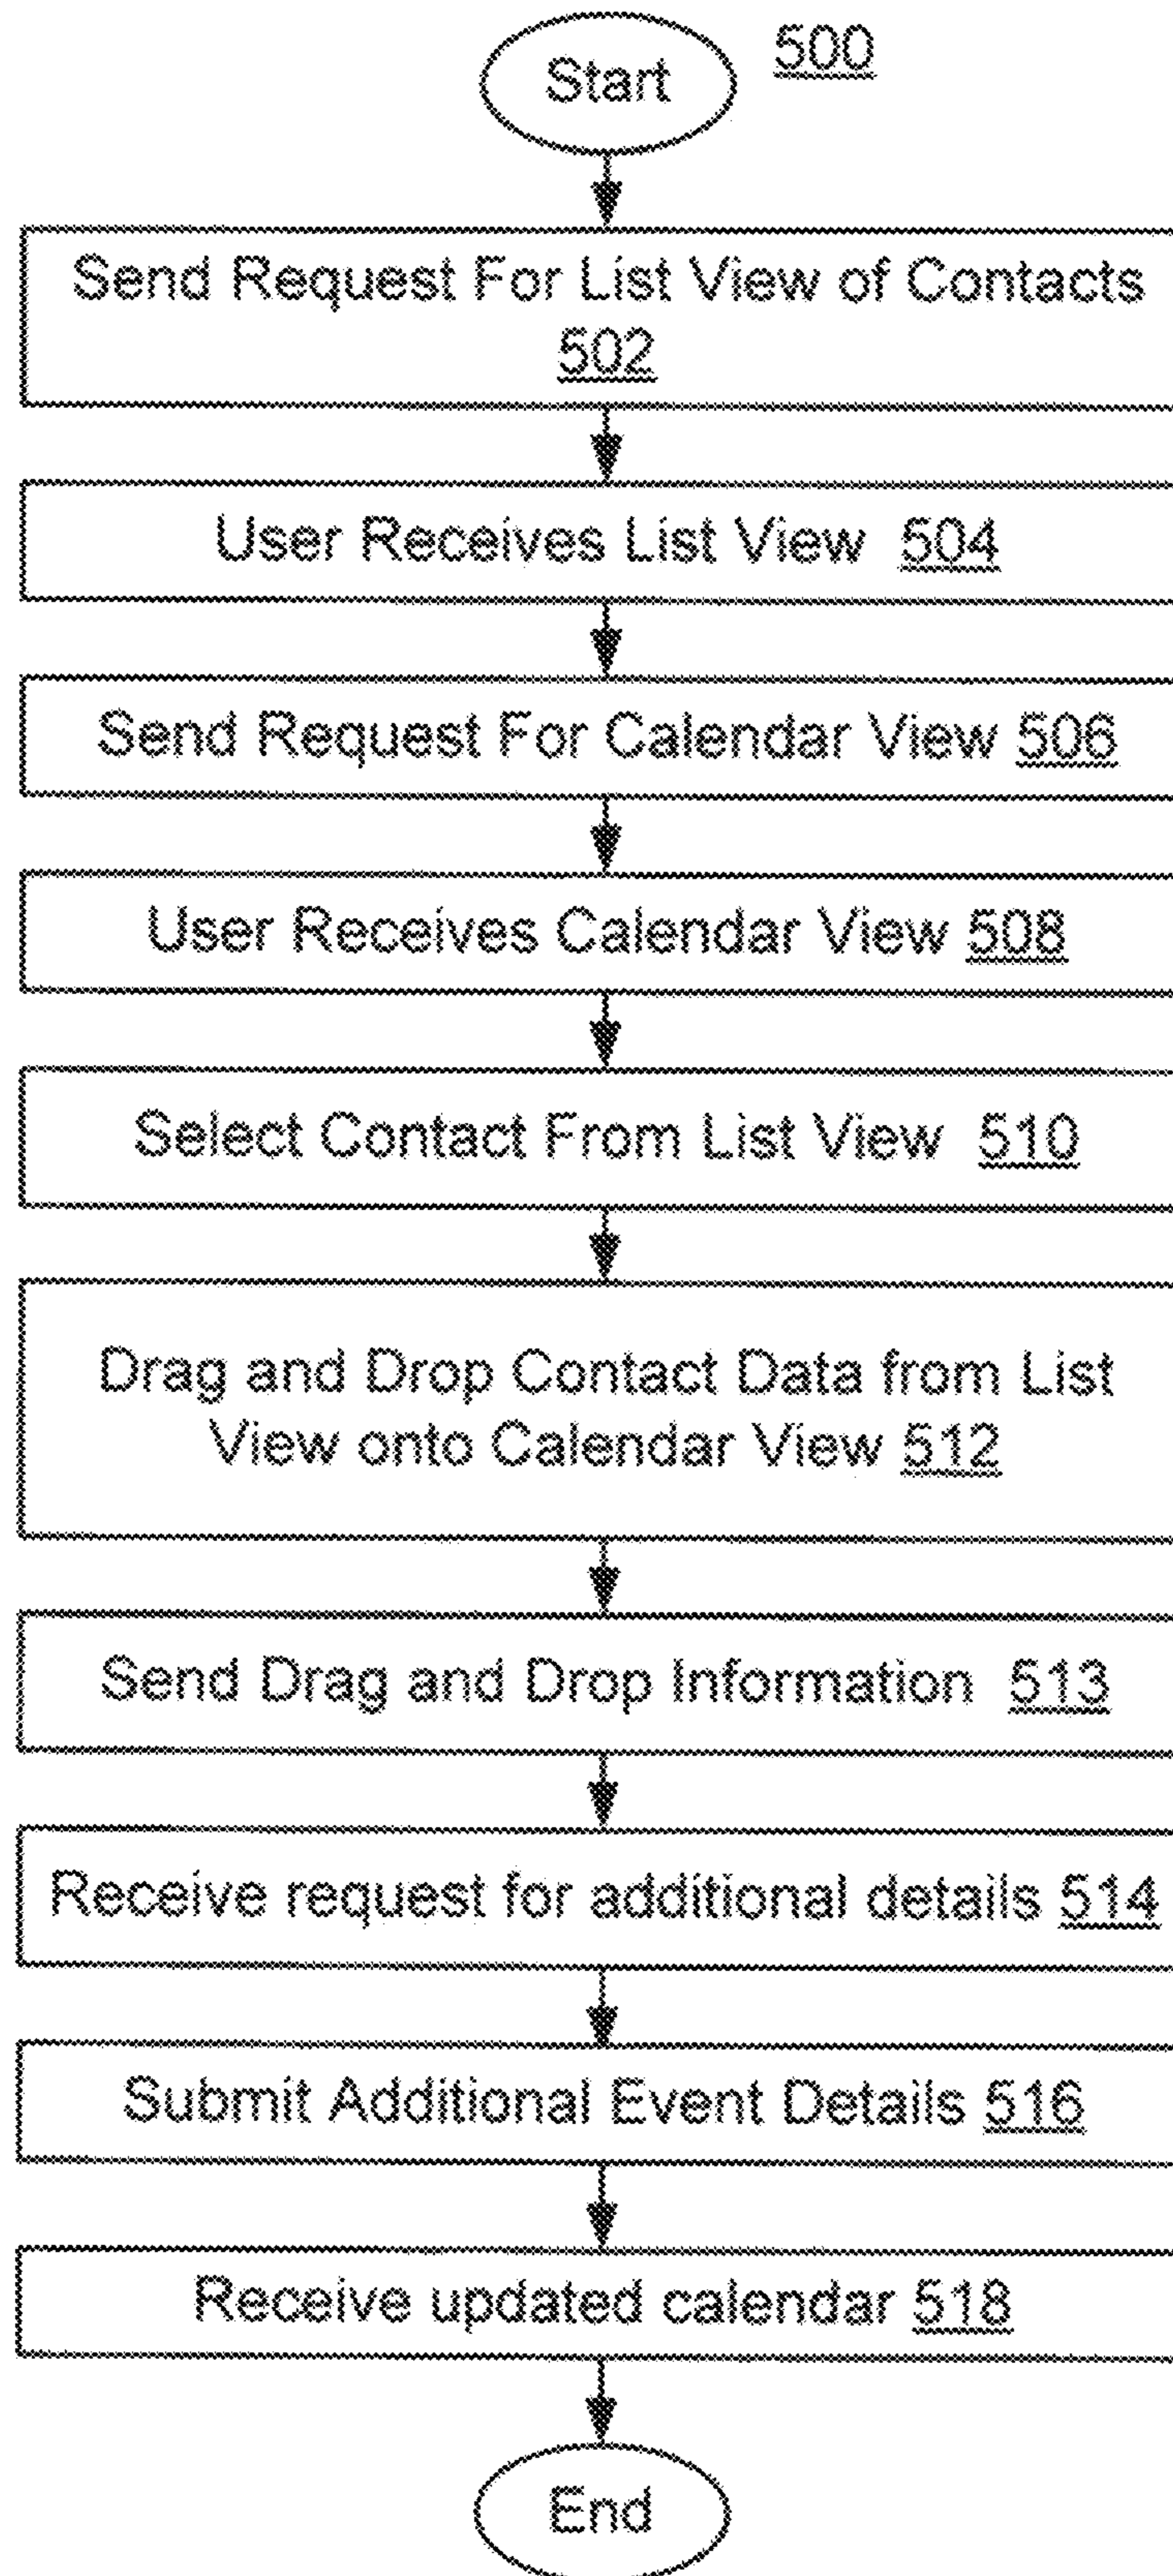 500
Start
Send Request For List View of Contacts
502
User Receives List View 504
Send Request For Calendar View 506
User Receives Calendar View 508
Select Contact From List View 510
Drag and Drop Contact Data from List
View onto Calendar View 512
Send Drag and Drop Information 513
Receive request for additional details 514
Submit Additional Event Details 516
Receive updated calendar 518
End